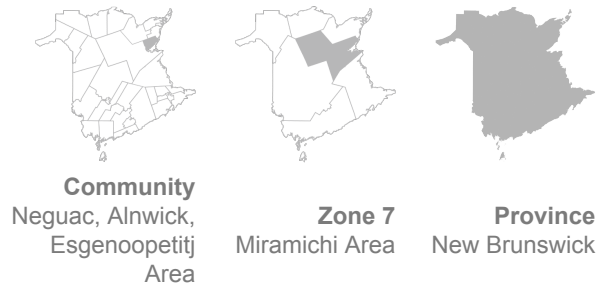 Community
Neguac, Alnwick,
Esgenoopetitj
Area
Zone 7
Miramichi Area
Province
New Brunswick